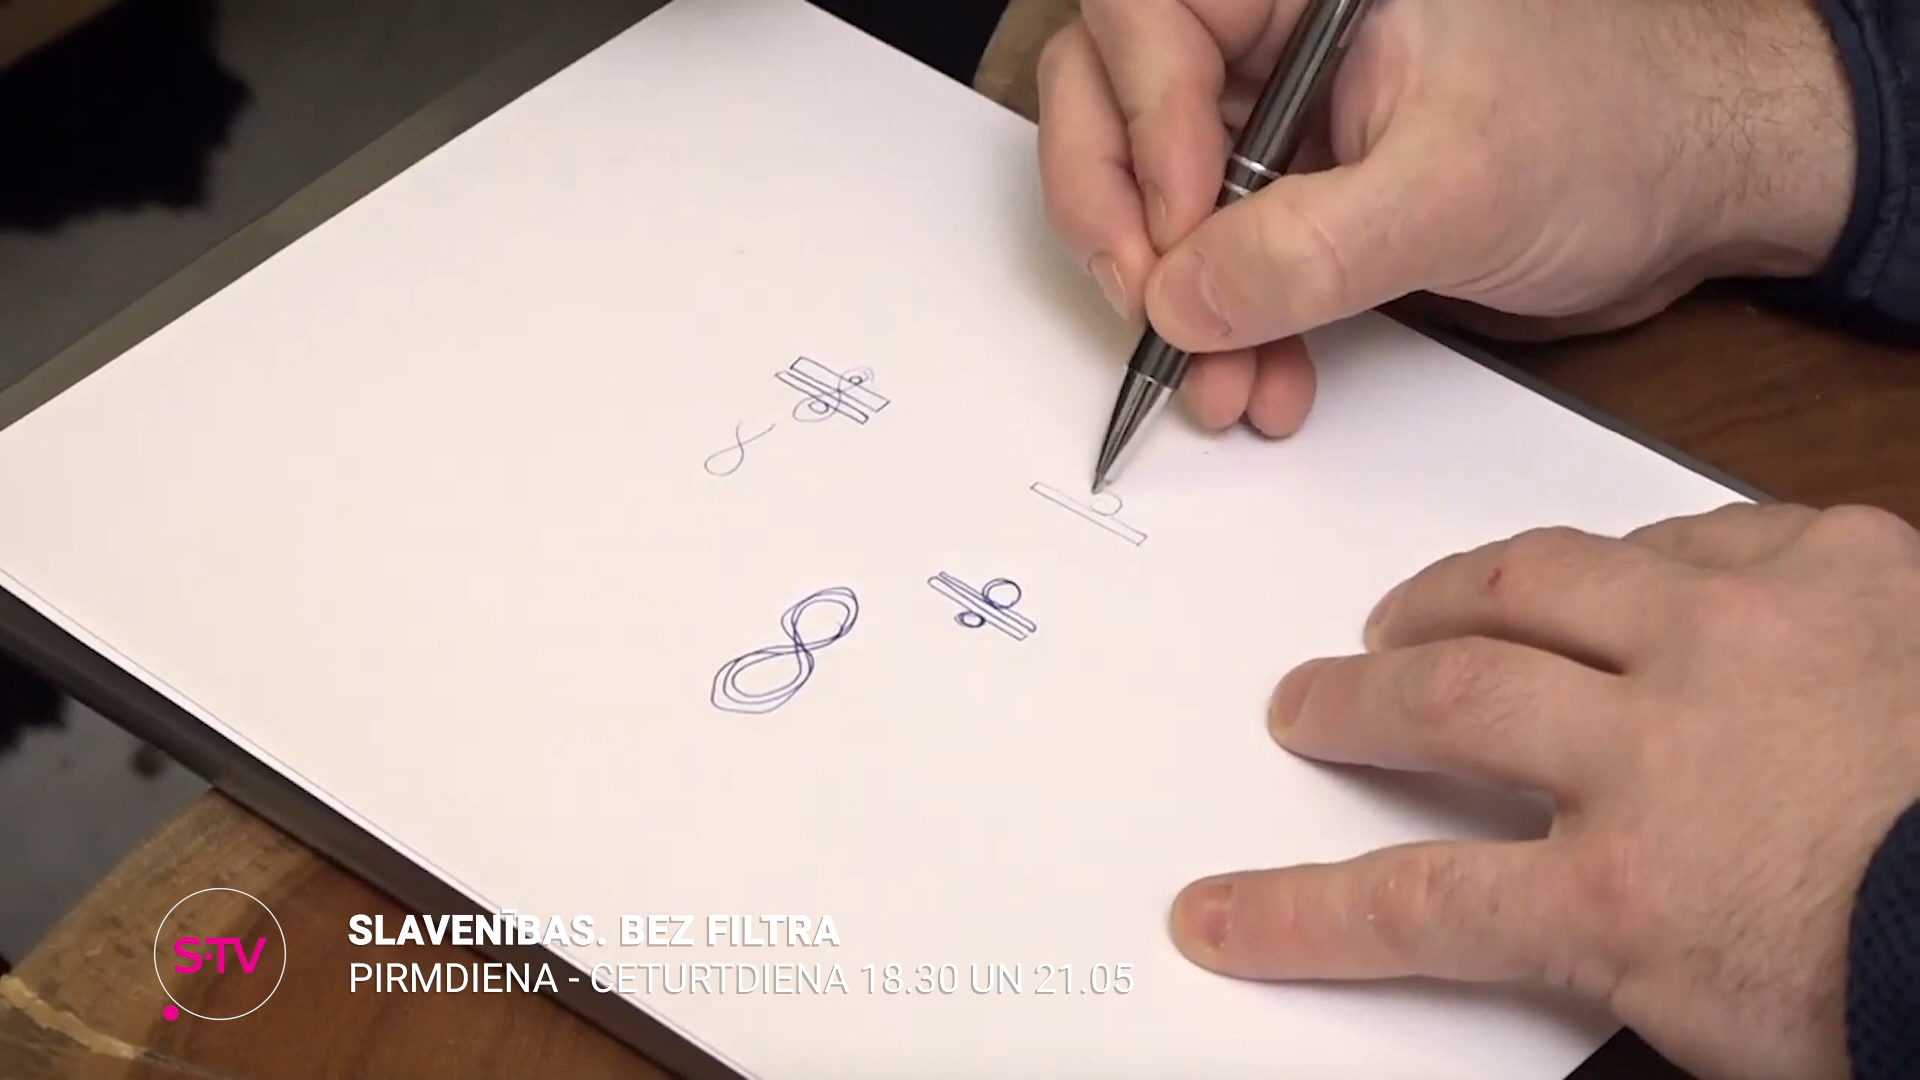 S·TV
SLAVENĪBAS. BEZ FILTRA
PIRMDIENA - CETURTDIENA 18.30 UN 21.05